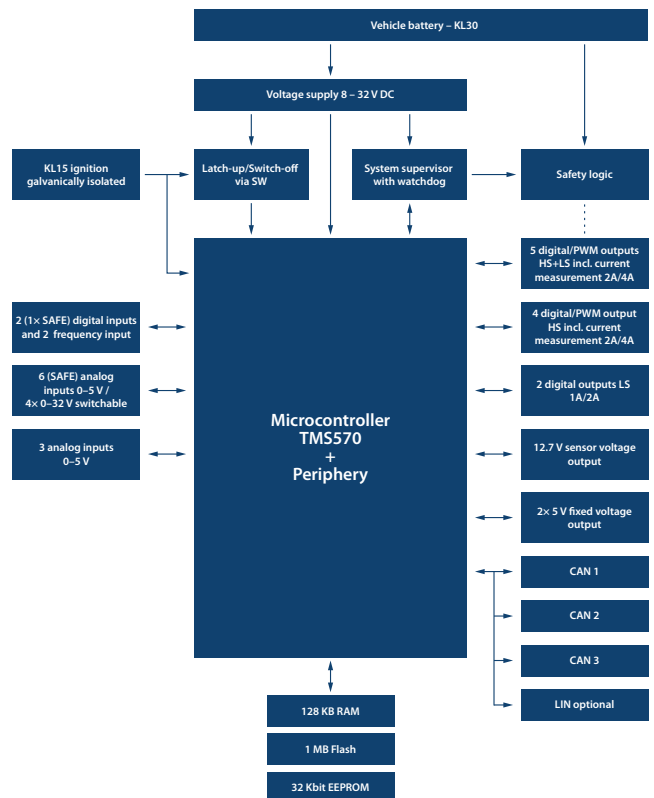 Vehicle battery – KL30
Voltage supply 8 – 32 V DC
KL15 ignition
galvanically isolated
Latch-up/Switch-off
via SW
System supervisor
with watchdog
Safety logic
5 digital/PWM outputs
HS+LS incl. current
measurement 2A/4A
2 (1× SAFE) digital inputs
and 2 frequency input
4 digital/PWM output
HS incl. current
measurement 2A/4A
6 (SAFE) analog
inputs 0–5 V /
4× 0–32 V switchable
2 digital outputs LS
1A/2A
Microcontroller
TMS570
+
Periphery
3 analog inputs
0–5 V
12.7 V sensor voltage
output
2× 5 V fixed voltage
output
CAN 1
CAN 2
CAN 3
LIN optional
128 KB RAM
1 MB Flash
32 Kbit EEPROM